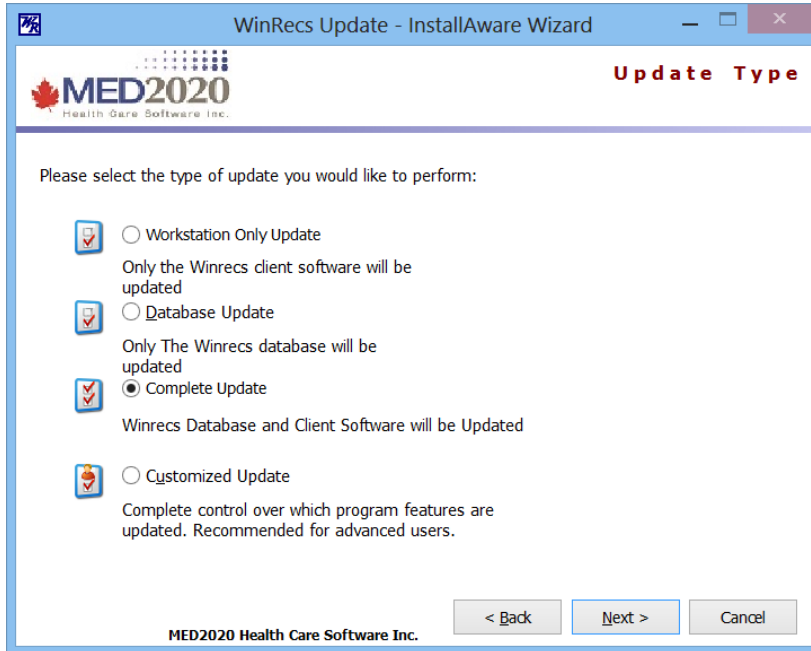 WinRecs Update - InstallAware Wizard
MED2020
Health Care Software Inc.
Update Type
Please select the type of update you would like to perform:
Workstation Only Update
Only the Winrecs client software will be
updated
Database Update
Only The Winrecs database will be
updated
Complete Update
Winrecs Database and Client Software will be Updated
Customized Update
Complete control over which program features are
updated. Recommended for advanced users.
< Back
Next >
Cancel
MED2020 Health Care Software Inc.